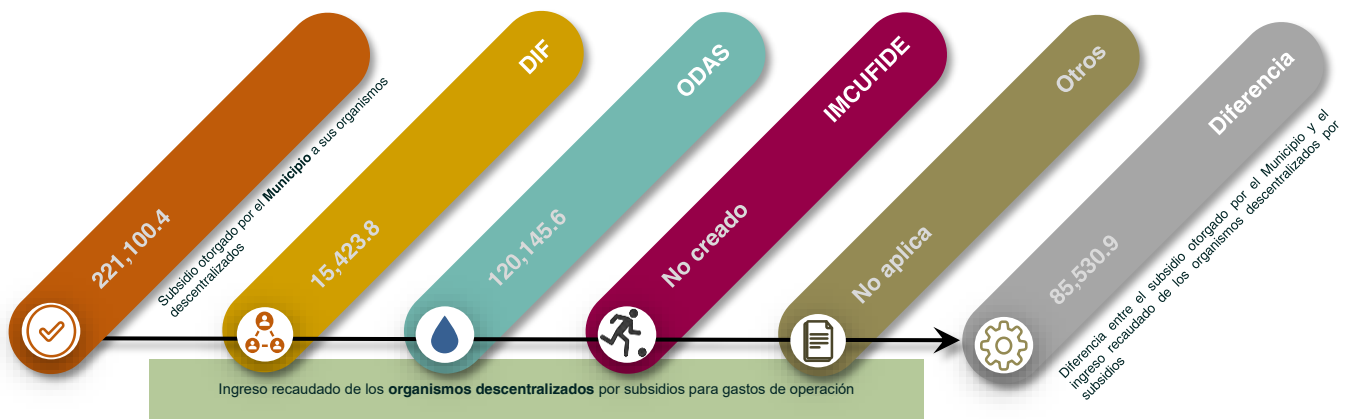 221,100.4
Subsidio otorgado por el Municipio a sus organismos
descentralizados
DIF
15,423.8
ODAS
120,145.6
IMCUFIDE
No creado
Otros
No aplica
Diferencia
85,530.9
Diferencia entre el subsidio otorgado por el Municipio y el
ingreso recaudado de los organismos descentralizados por
subsidios
Ingreso recaudado de los organismos descentralizados por subsidios para gastos de operación